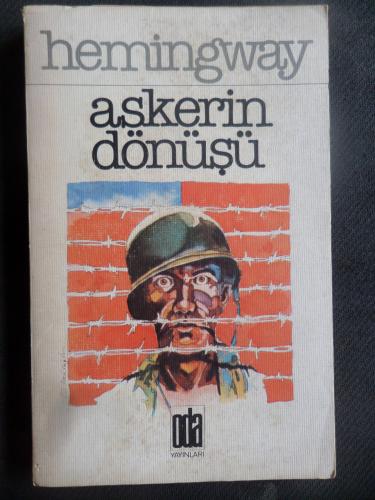 hemingway
askerin
dönüşü
oda
YAYINLARI